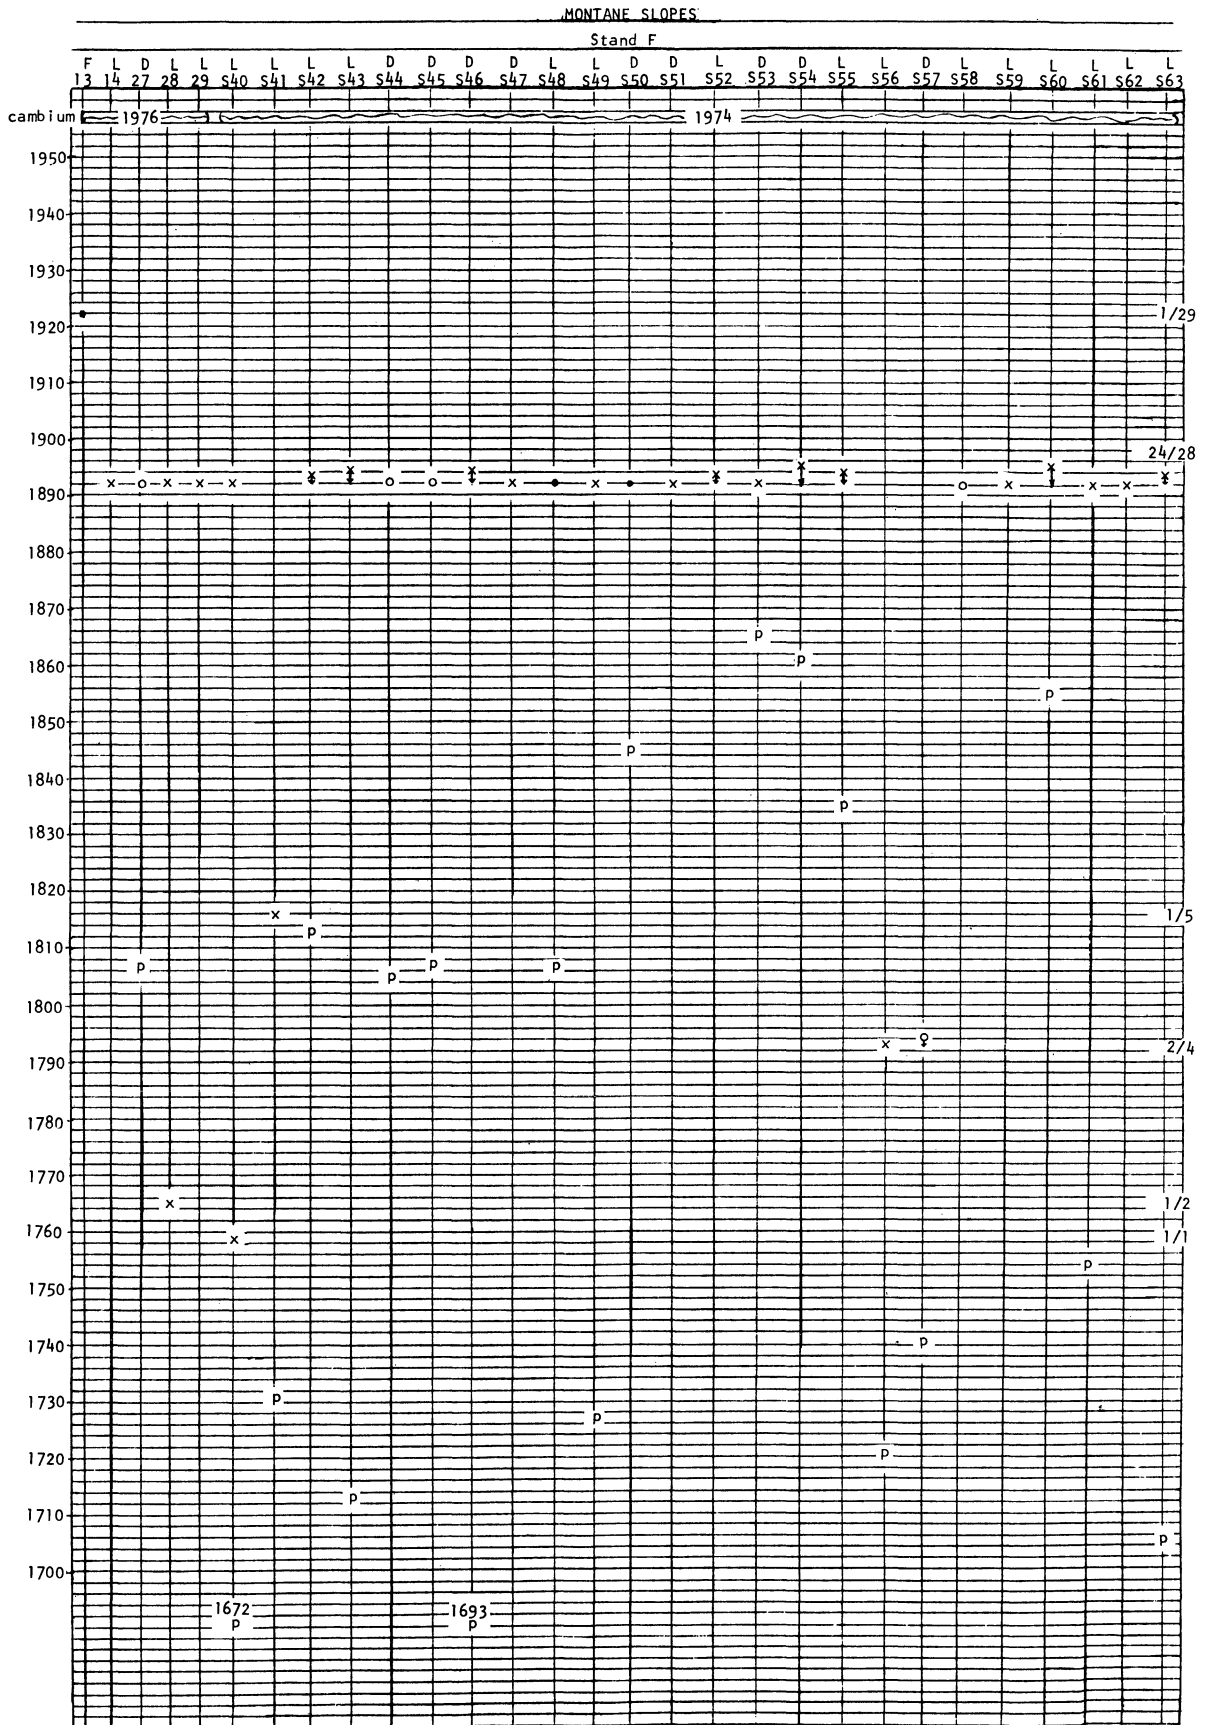 MONTANE SLOPES
Stand F
F L D L L L L L L D D D D L L D D L D D L L D L L L L L L
13 14 27 28 29 S40 S41 S42 S43 S44 S45 S46 S47 S48 S49 S50 S51 S52 S53 S54 S55 S56 S57 S58 S59 S60 S61 S62 S63
cambium 1976 1974
1950
1940
1930
1920 1/29
1910
1900
24/28
x o x x x x x o o x x x x x x x x x x o x x x x x
1890
1880
1870
p
1860 p
p
1850
p
1840
p
1830
1820
x 1/5
p
1810
p p p p
1800
x o 2/4
1790
1780
1770
x 1/2
1760
x 1/1
p
1750
1740 p
1730 p
p
1720 p
p
1710
p
1700
1672 1693
p p